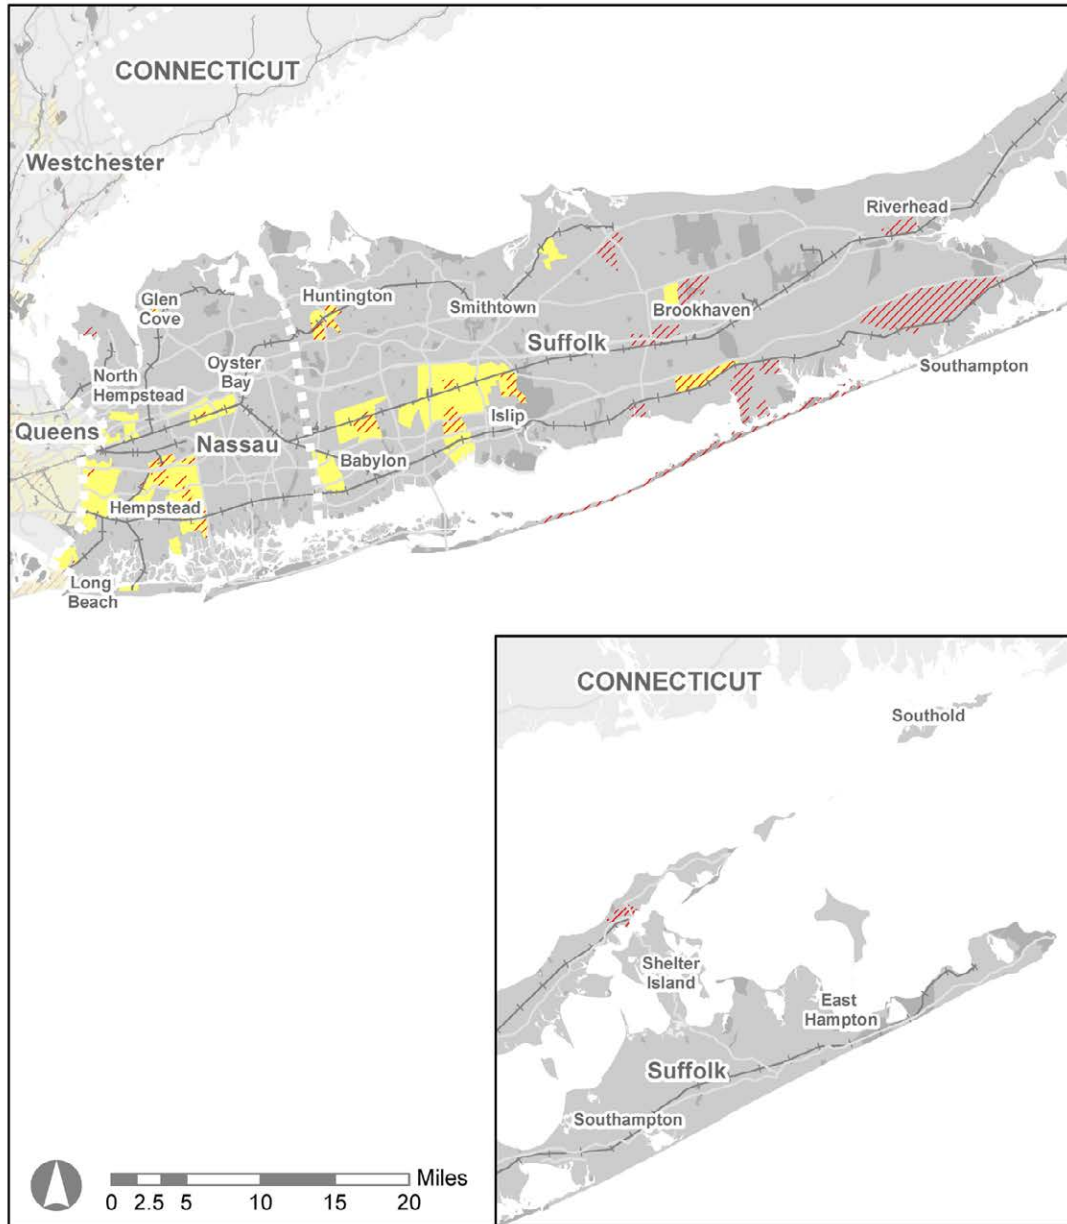 CONNECTICUT
Westchester
Riverhead
Glen
Cove
Huntington
Smithtown
Brookhaven
Suffolk
Oyster
Bay
North
Hempstead
Southampton
Queens
Nassau
Islip
Babylon
Hempstead
Long
Beach
CONNECTICUT
Southold
Shelter
Island
East
Hampton
Suffolk
Southampton
Miles
0 2.5 5 10 15 20